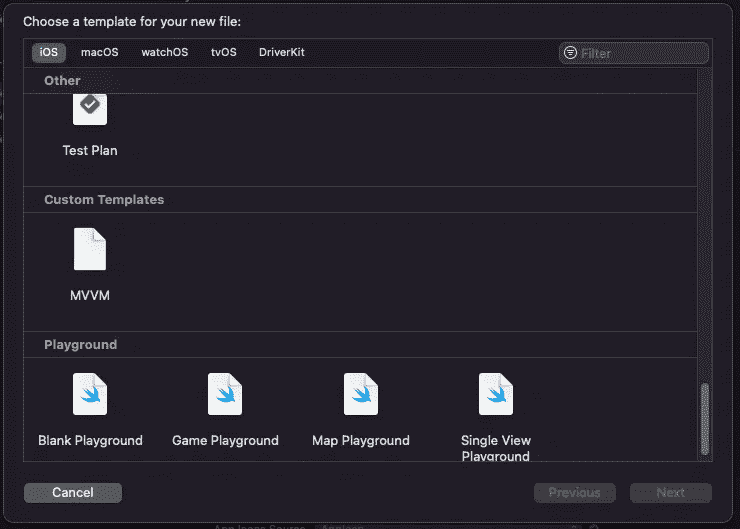 Choose a template for your new file:
iOS macOS watchOS tvOS DriverKit Filter
Other
Test Plan
Custom Templates
MVVM
Playground
Blank Playground Game Playground Map Playground Single View
Playground
Cancel Previous Next